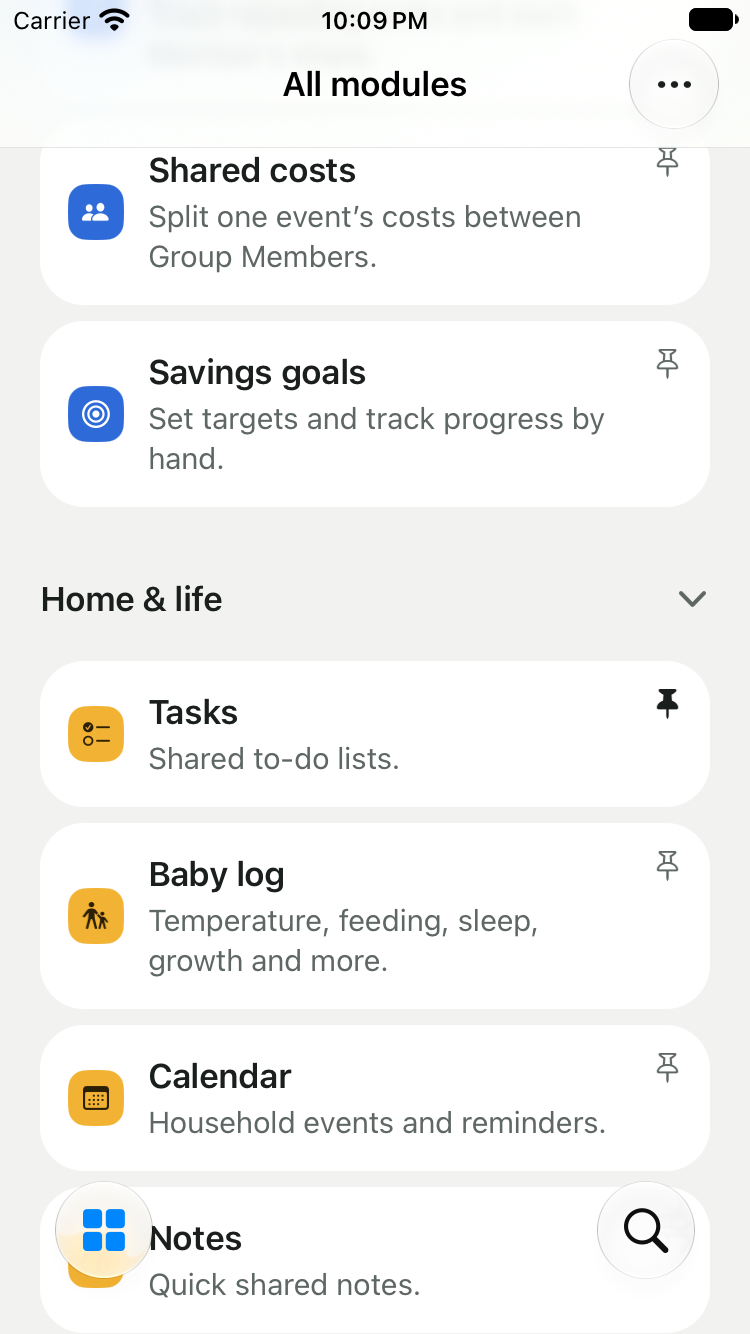 Carrier
10:09 PM
All modules
Shared costs
Split one event’s costs between
Group Members.
Savings goals
Set targets and track progress by
hand.
Home & life
Tasks
Shared to-do lists.
Baby log
Temperature, feeding, sleep,
growth and more.
Calendar
Household events and reminders.
Notes
Quick shared notes.